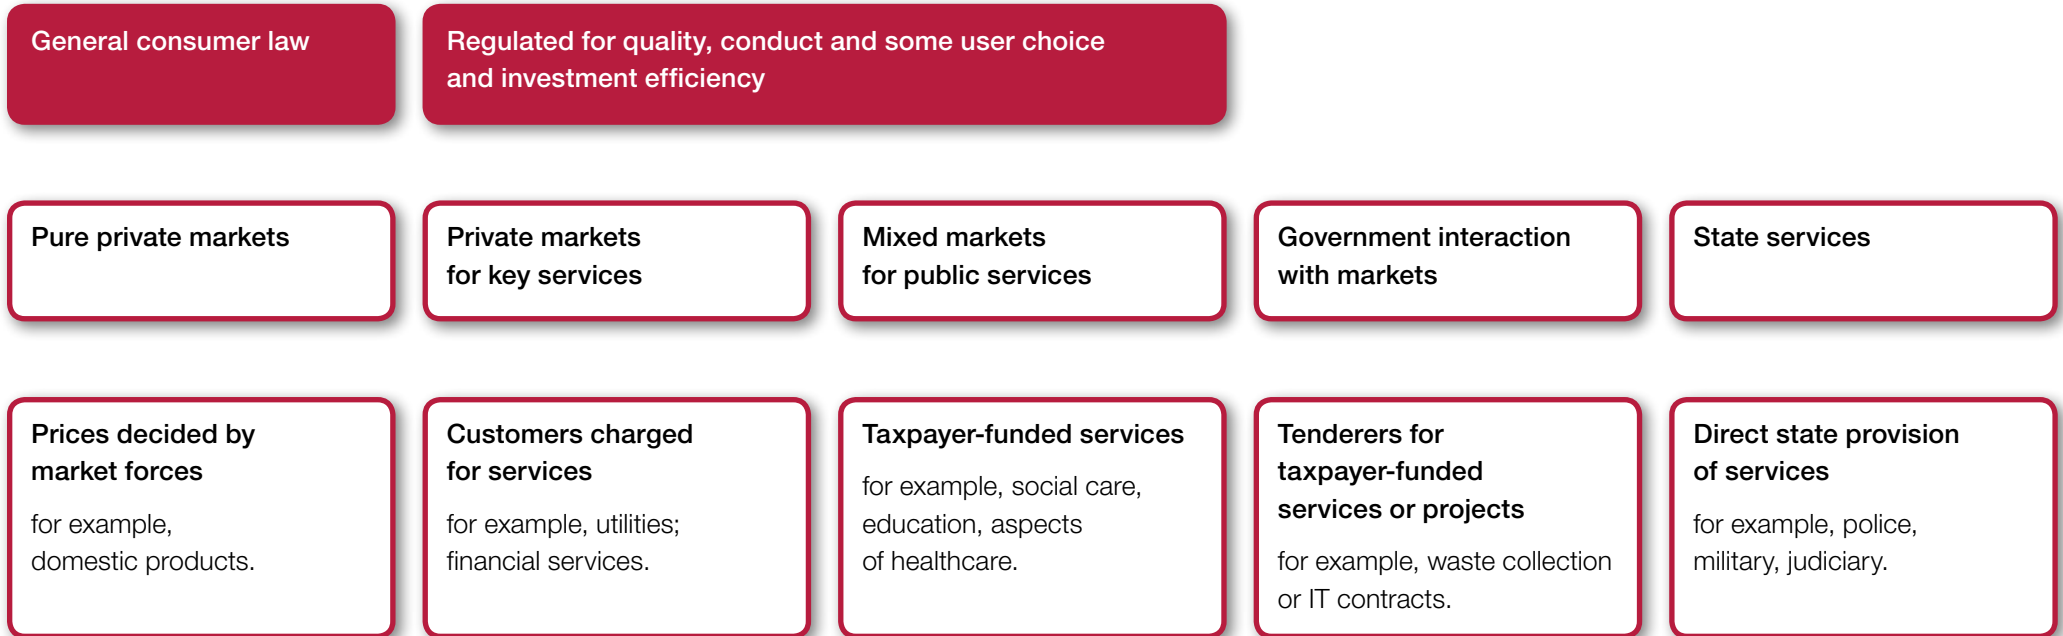 General consumer law
Regulated for quality, conduct and some user choice
and investment efficiency
Pure private markets
Private markets
for key services
Mixed markets
for public services
Government interaction
with markets
State services
Prices decided by
market forces
for example,
domestic products.
Customers charged
for services
for example, utilities;
financial services.
Taxpayer-funded services
for example, social care,
education, aspects
of healthcare.
Tenderers for
taxpayer-funded
services or projects
for example, waste collection
or IT contracts.
Direct state provision
of services
for example, police,
military, judiciary.